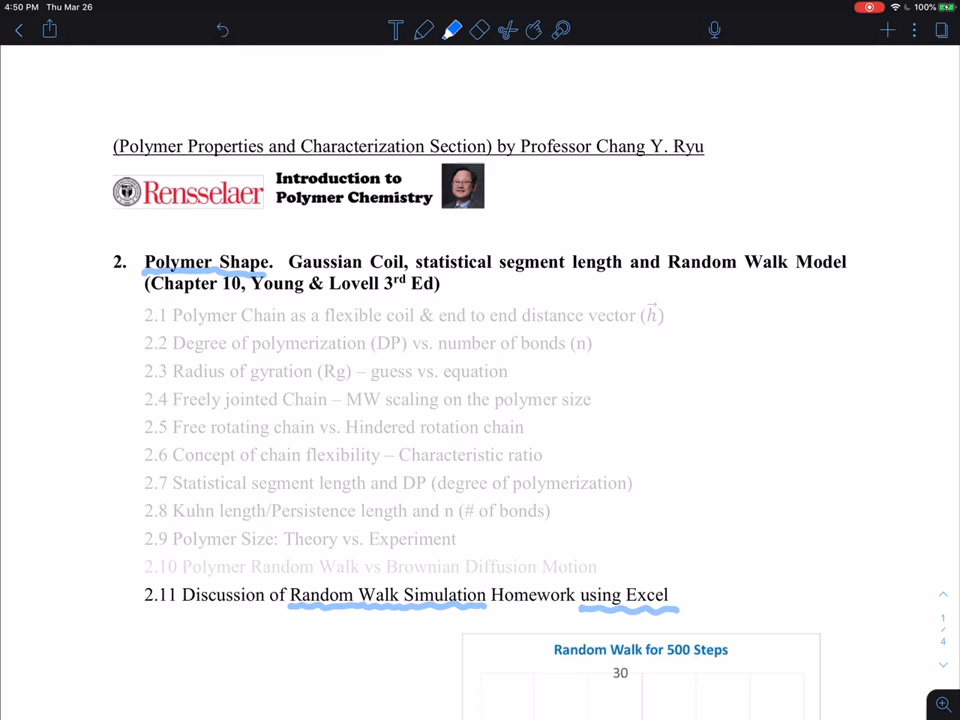 4:50 PM Thu Mar 26
100%
(Polymer Properties and Characterization Section) by Professor Chang Y. Ryu
Rensselaer
Introduction to
Polymer Chemistry
2. Polymer Shape. Gaussian Coil, statistical segment length and Random Walk Model
(Chapter 10, Young & Lovell 3rd Ed)
2.1 Polymer Chain as a flexible coil & end to end distance vector (h⃗)
2.2 Degree of polymerization (DP) vs. number of bonds (n)
2.3 Radius of gyration (Rg) – guess vs. equation
2.4 Freely jointed Chain – MW scaling on the polymer size
2.5 Free rotating chain vs. Hindered rotation chain
2.6 Concept of chain flexibility – Characteristic ratio
2.7 Statistical segment length and DP (degree of polymerization)
2.8 Kuhn length/Persistence length and n (# of bonds)
2.9 Polymer Size: Theory vs. Experiment
2.10 Polymer Random Walk vs Brownian Diffusion Motion
2.11 Discussion of Random Walk Simulation Homework using Excel
Random Walk for 500 Steps
30
1
/
4